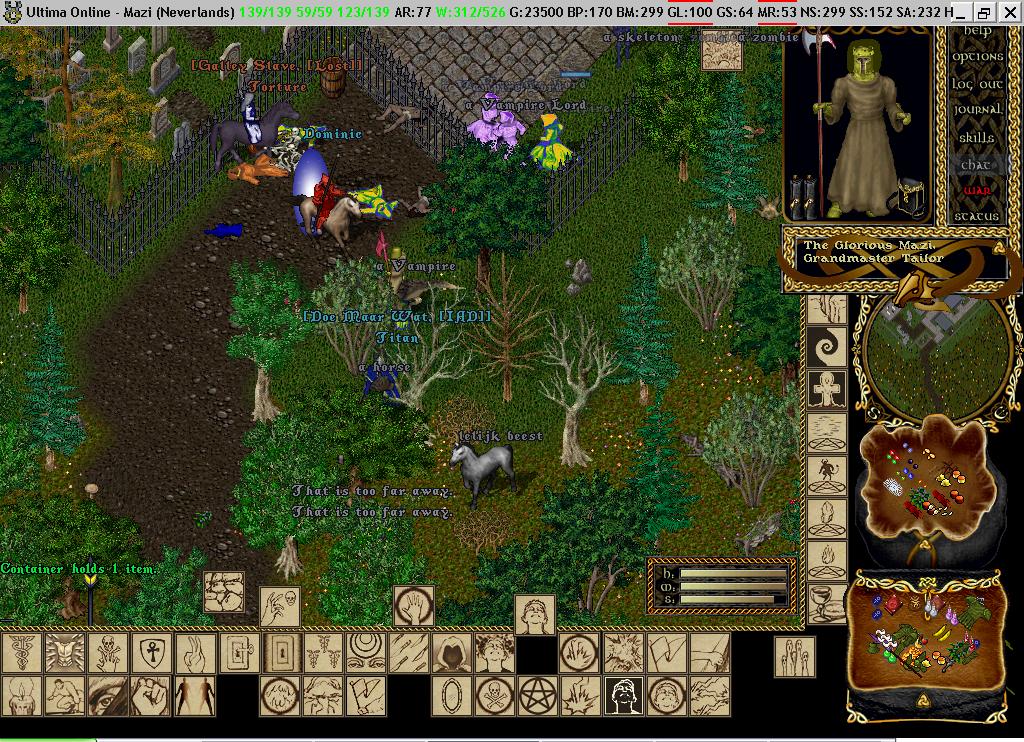 Ultima Online - Mazi (Neverlands) 139/139 59/59 123/139 AR:77 W:312/526 G:23500 BP:170 BM:299 GL:100 GS:64 MR:53 NS:299 SS:152 SA:232 H
a skeleton
a zombie
[Galley Slave, [Lost]]
Torture
a Vampire Lord
Dominic
a Vampire
[Doe Maar Wat, [IAD]]
Titan
a horse
lelijk beest
That is too far away.
That is too far away.
Container holds 1 item.
help
options
log out
journal
skills
chat
war
status
The Glorious Mazi,
Grandmaster Tailor
h:
m:
s: